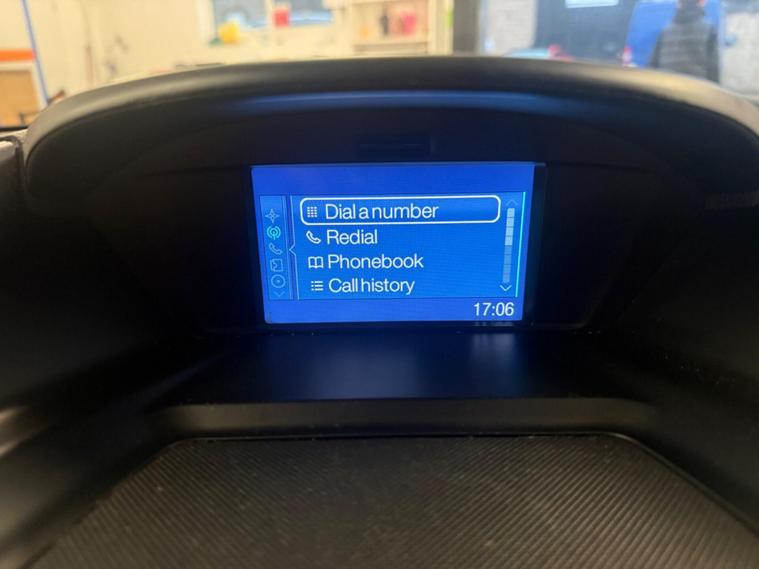 Dial a number
Redial
Phonebook
Call history
17:06